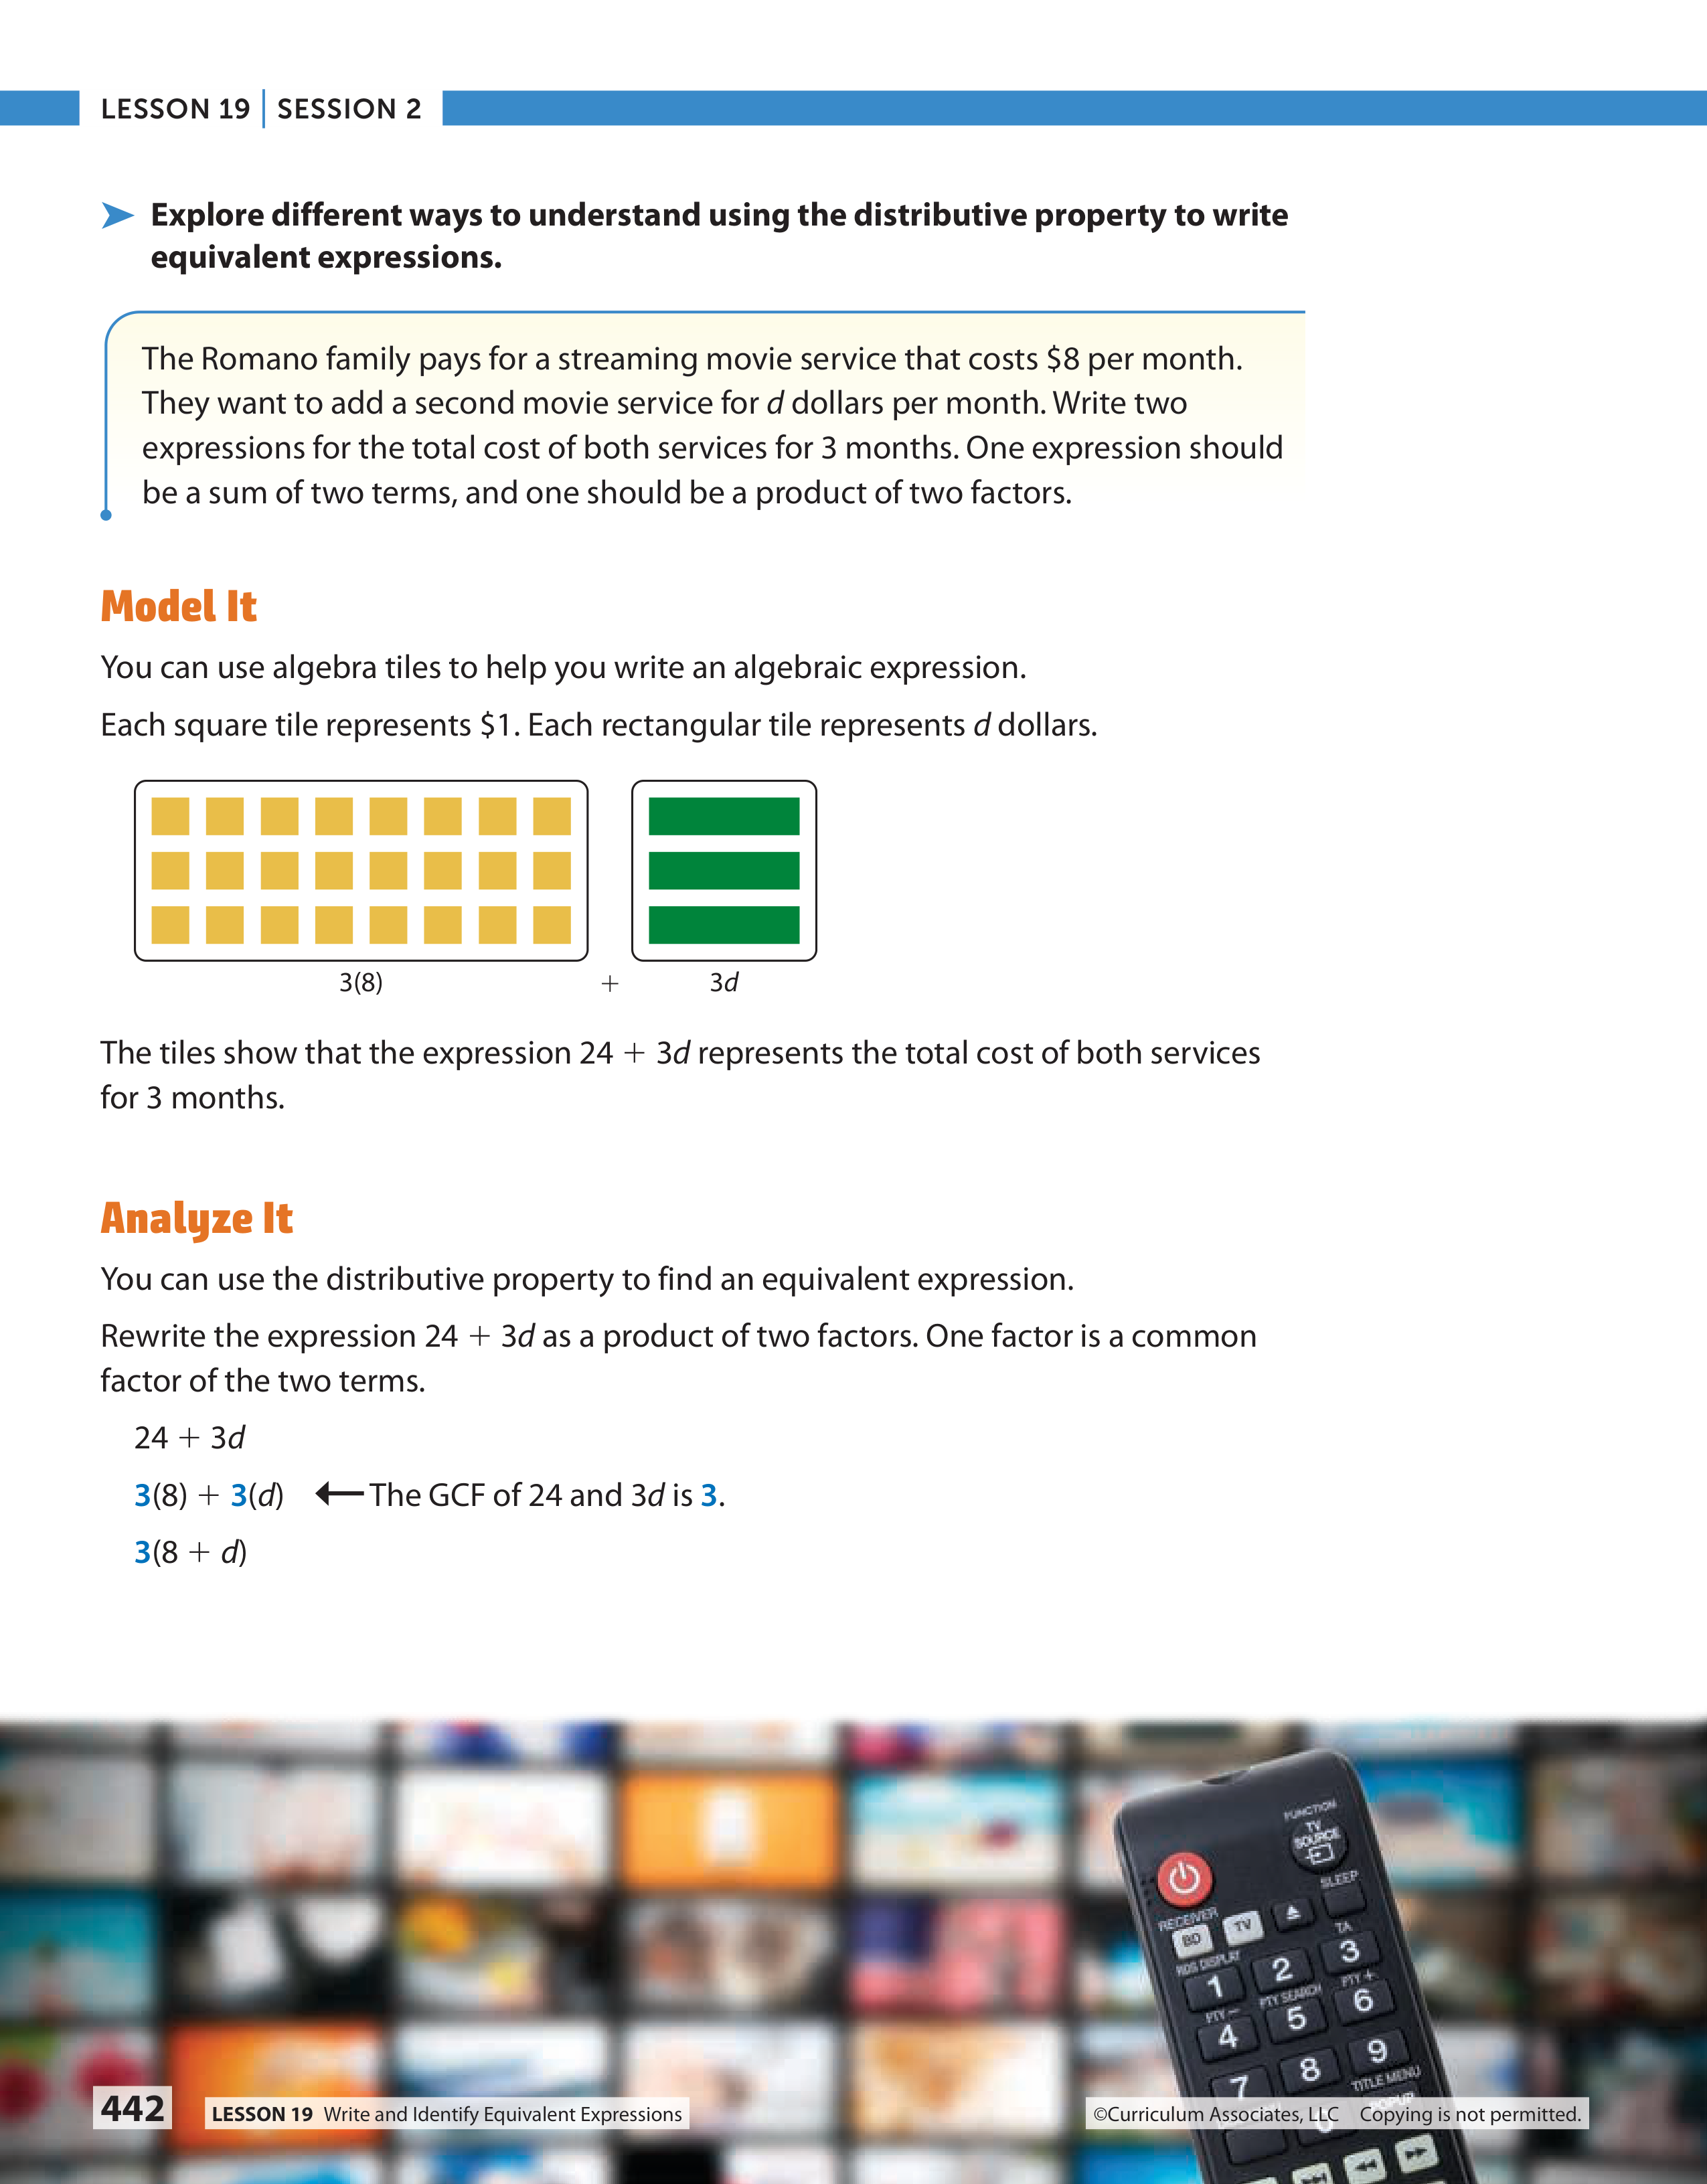 LESSON 19 | SESSION 2
➤ Explore different ways to understand using the distributive property to write
equivalent expressions.
The Romano family pays for a streaming movie service that costs $8 per month.
They want to add a second movie service for d dollars per month. Write two
expressions for the total cost of both services for 3 months. One expression should
be a sum of two terms, and one should be a product of two factors.
Model It
You can use algebra tiles to help you write an algebraic expression.
Each square tile represents $1. Each rectangular tile represents d dollars.
3(8) + 3d
The tiles show that the expression 24 + 3d represents the total cost of both services
for 3 months.
Analyze It
You can use the distributive property to find an equivalent expression.
Rewrite the expression 24 + 3d as a product of two factors. One factor is a common
factor of the two terms.
24 + 3d
3(8) + 3(d) ← The GCF of 24 and 3d is 3.
3(8 + d)
FUNCTION
TV
SOURCE
SLEEP
RECEIVER
BD TV
TA
RDS DISPLAY
1 2 3
PTY − PTY SEARCH PTY +
4 5 6
7 8 9
TITLE MENU
POPUP
442 LESSON 19 Write and Identify Equivalent Expressions ©Curriculum Associates, LLC Copying is not permitted.